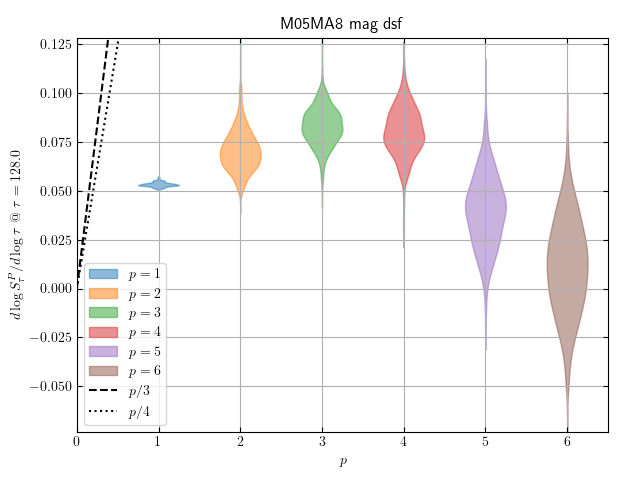 M05MA8 mag dsf
d log S_τ^P / d log τ @ τ = 128.0
0.125
0.100
0.075
0.050
0.025
0.000
−0.025
−0.050
p = 1
p = 2
p = 3
p = 4
p = 5
p = 6
p/3
p/4
0 1 2 3 4 5 6
p